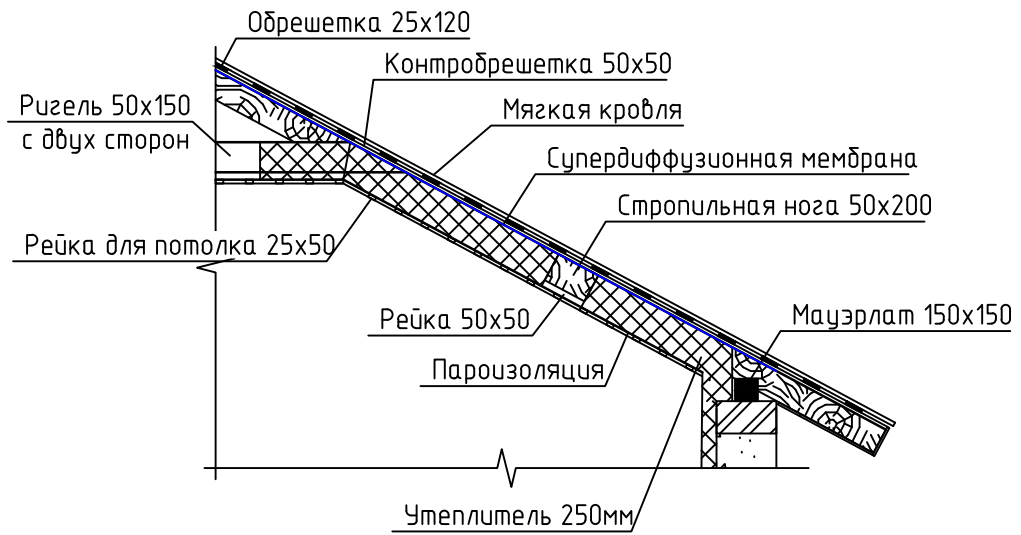 Обрешетка 25х120
Контробрешетка 50х50
Ригель 50х150
с двух сторон
Мягкая кровля
Супердиффузионная мембрана
Стропильная нога 50х200
Рейка для потолка 25х50
Рейка 50х50
Мауэрлат 150х150
Пароизоляция
Утеплитель 250мм